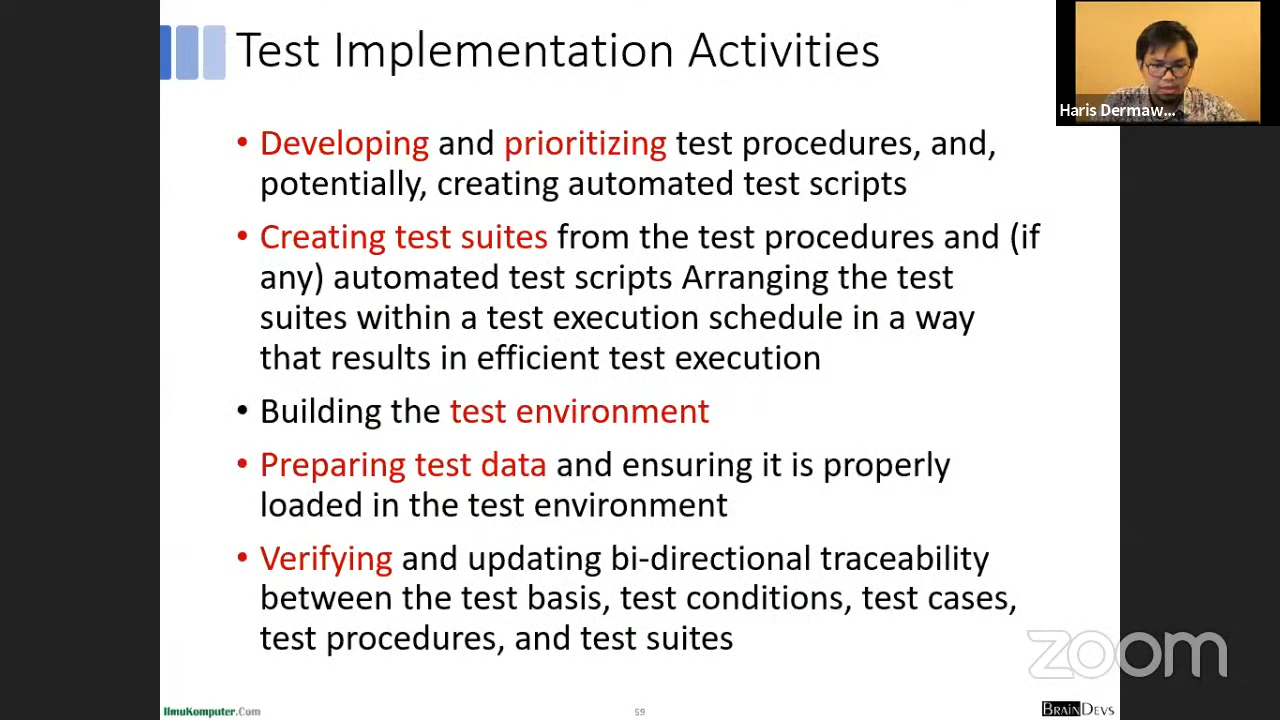 Test Implementation Activities
Haris Dermaw...
• Developing and prioritizing test procedures, and,
potentially, creating automated test scripts
• Creating test suites from the test procedures and (if
any) automated test scripts Arranging the test
suites within a test execution schedule in a way
that results in efficient test execution
• Building the test environment
• Preparing test data and ensuring it is properly
loaded in the test environment
• Verifying and updating bi-directional traceability
between the test basis, test conditions, test cases,
test procedures, and test suites
zoom
IlmuKomputer.Com
59
BRAINDEVS